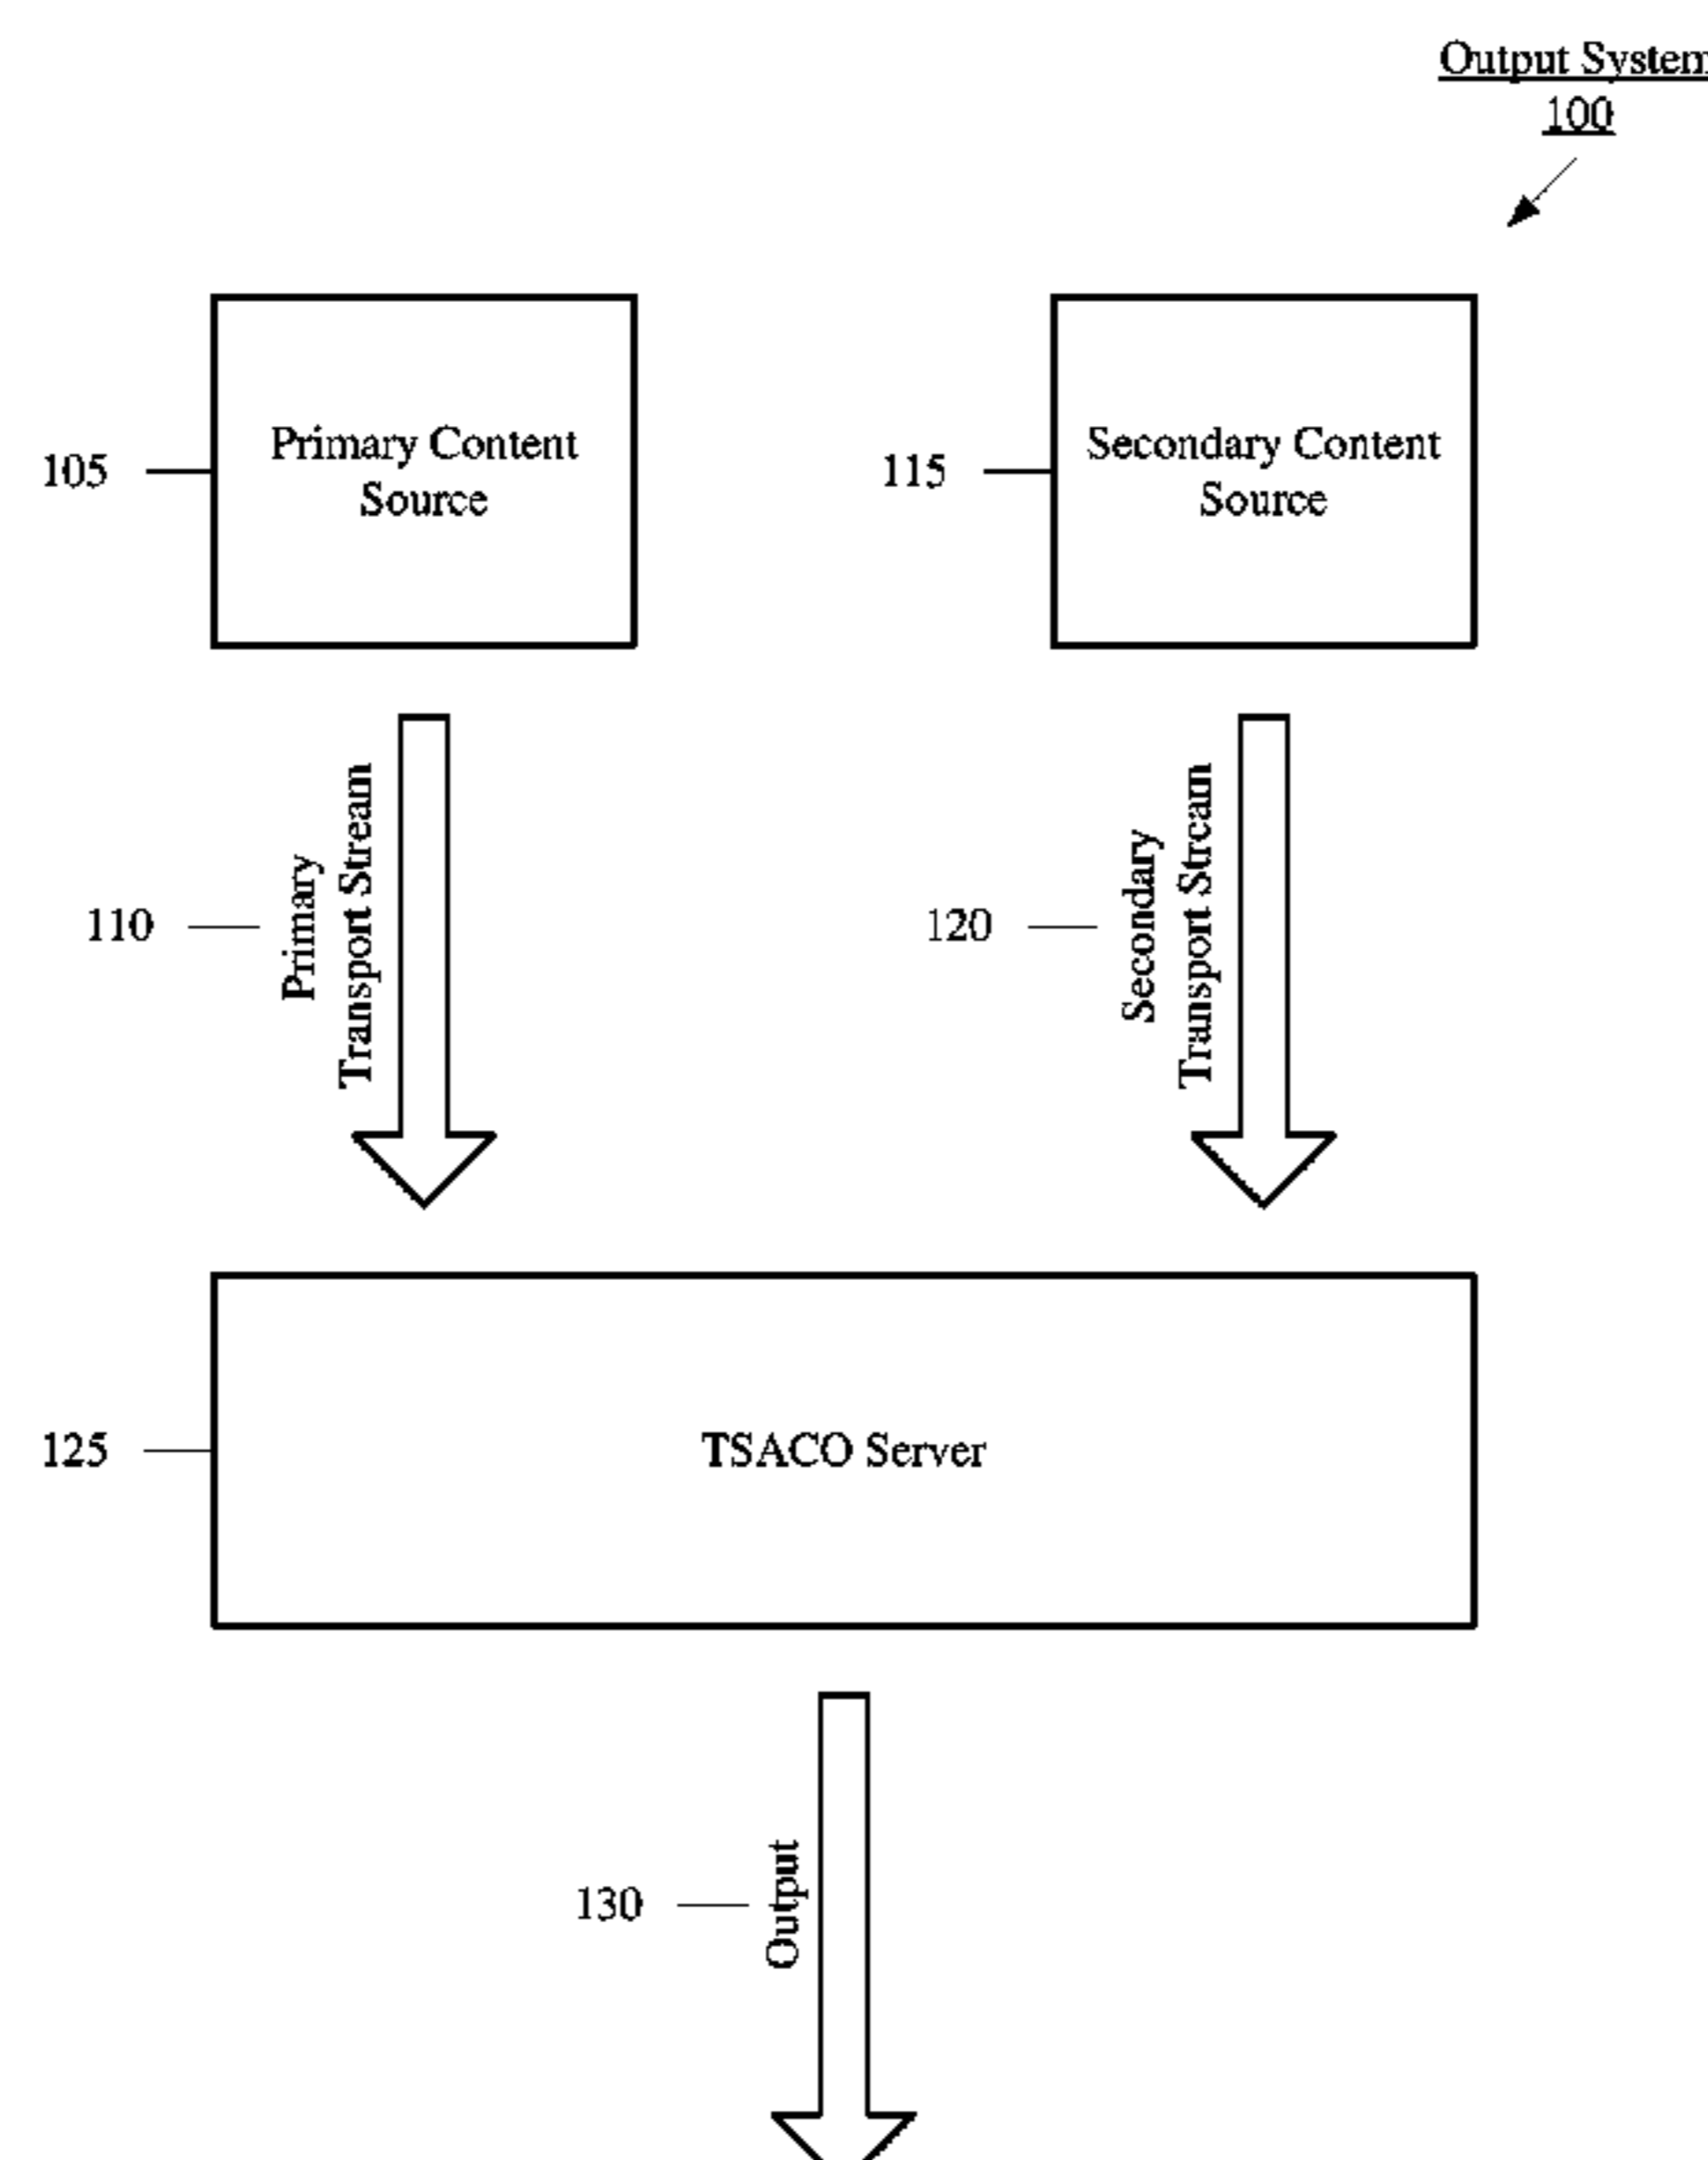 Output System
100
Primary Content
Source
105
Secondary Content
Source
115
Primary
Transport Stream
110
Secondary
Transport Stream
120
TSACO Server
125
Output
130